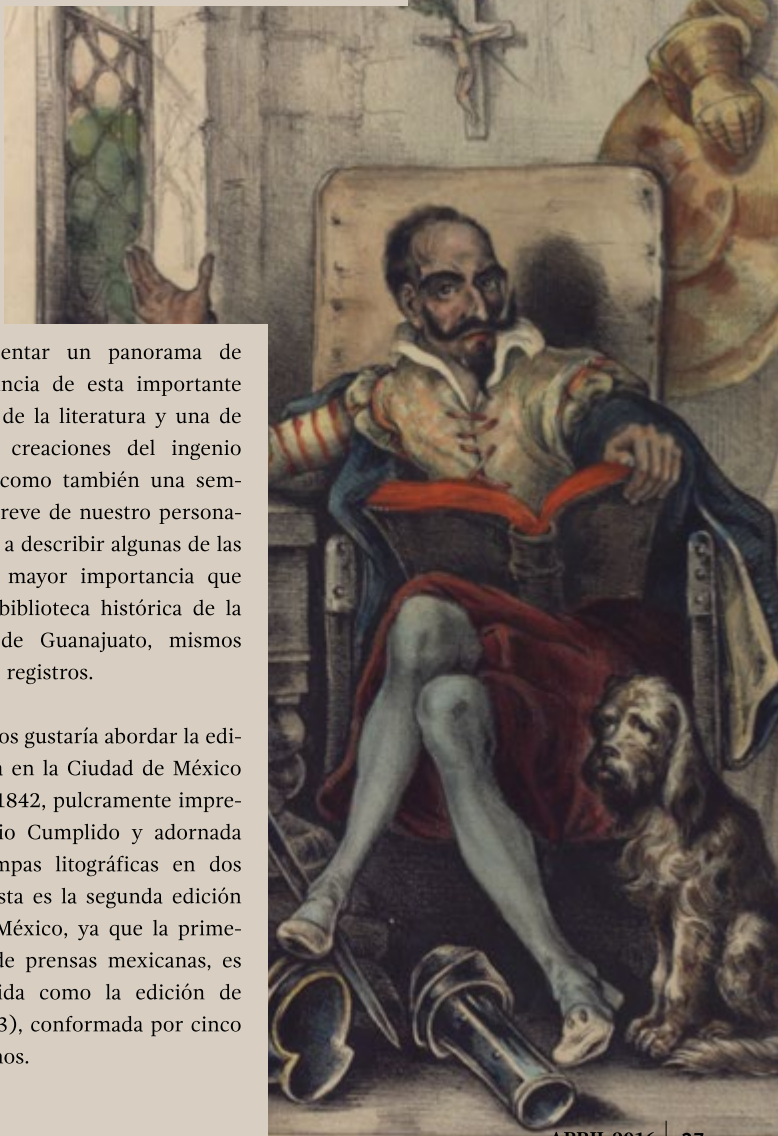 entar un panorama de
ncia de esta importante
de la literatura y una de
creaciones del ingenio
como también una sem-
reve de nuestro persona-
a describir algunas de las
mayor importancia que
biblioteca histórica de la
de Guanajuato, mismos
registros.
os gustaría abordar la edi-
n en la Ciudad de México
1842, pulcramente impre-
io Cumplido y adornada
mpas litográficas en dos
sta es la segunda edición
México, ya que la prime-
de prensas mexicanas, es
ida como la edición de
3), conformada por cinco
nos.
APRIL 2016 | 27